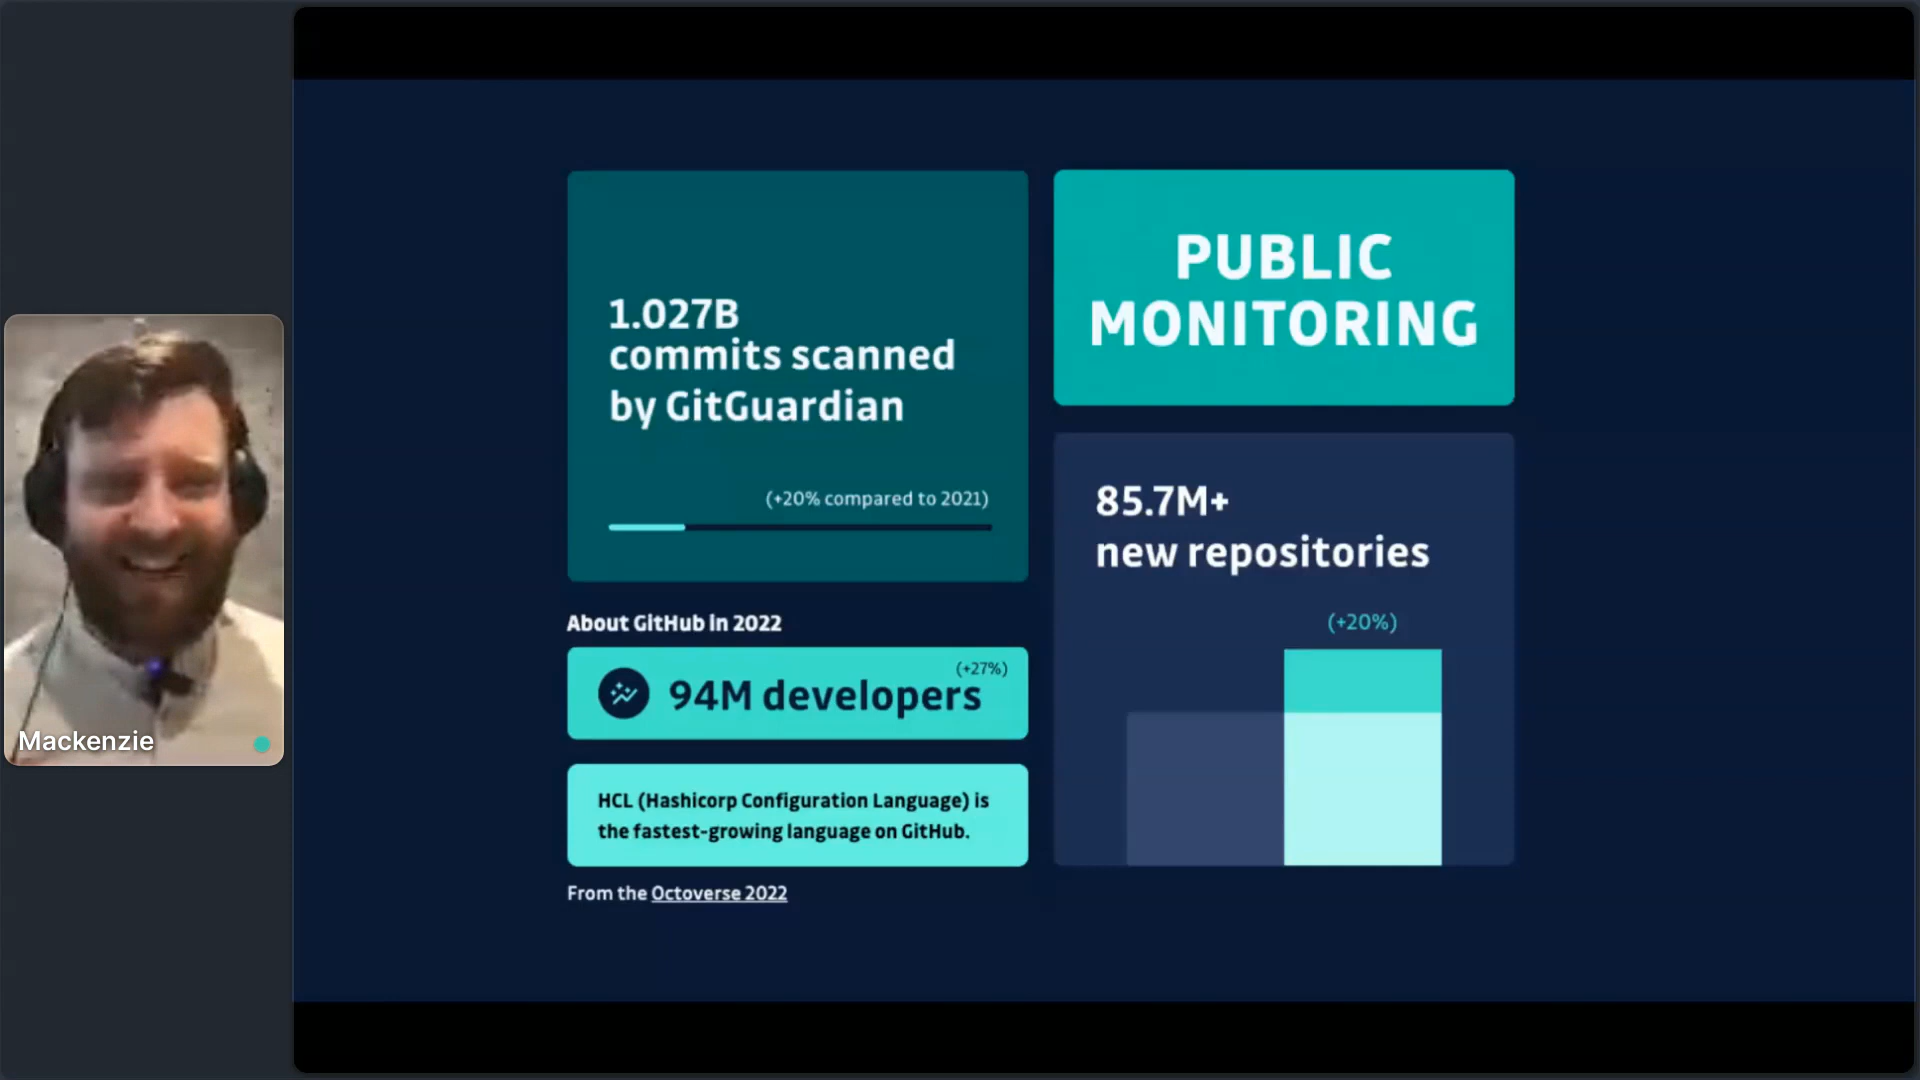 1.027B
commits scanned
by GitGuardian
(+20% compared to 2021)
PUBLIC
MONITORING
85.7M+
new repositories
(+20%)
About GitHub in 2022
(+27%)
94M developers
HCL (Hashicorp Configuration Language) is
the fastest-growing language on GitHub.
From the Octoverse 2022
Mackenzie